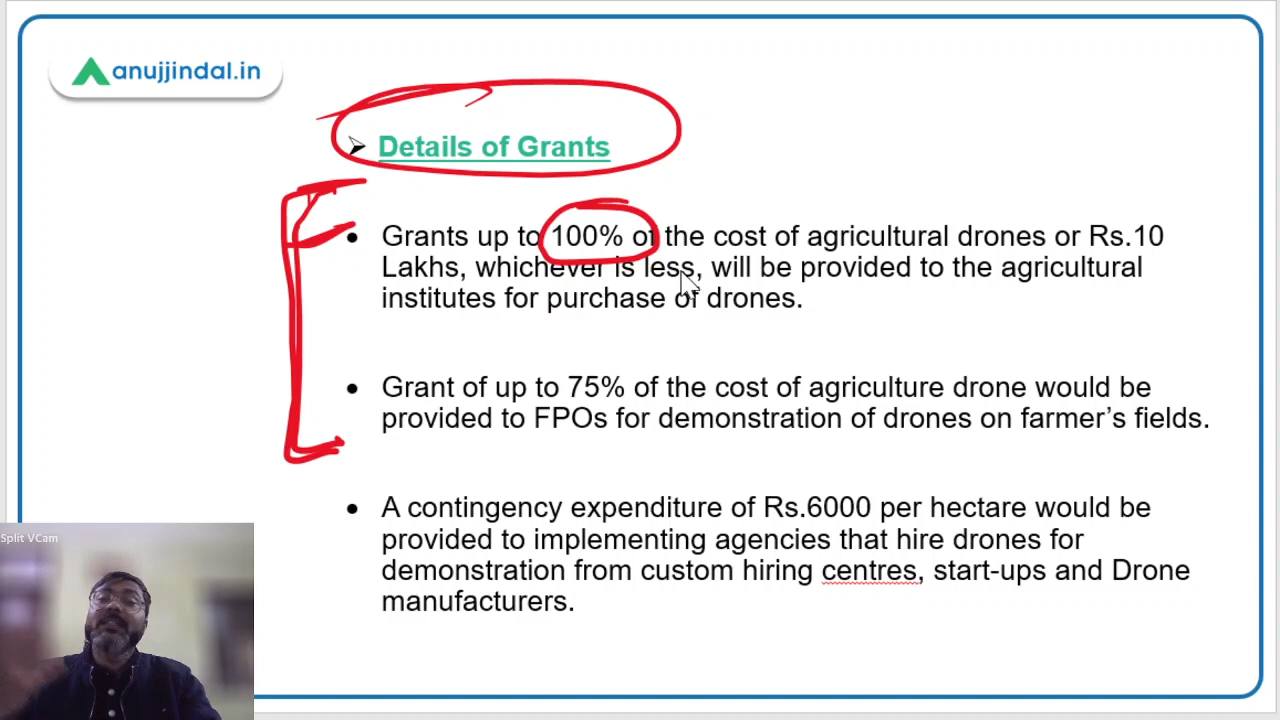 anujjindal.in
Details of Grants
Grants up to 100% of the cost of agricultural drones or Rs.10
Lakhs, whichever is less, will be provided to the agricultural
institutes for purchase of drones.
Grant of up to 75% of the cost of agriculture drone would be
provided to FPOs for demonstration of drones on farmer’s fields.
A contingency expenditure of Rs.6000 per hectare would be
provided to implementing agencies that hire drones for
demonstration from custom hiring centres, start-ups and Drone
manufacturers.
Split VCam